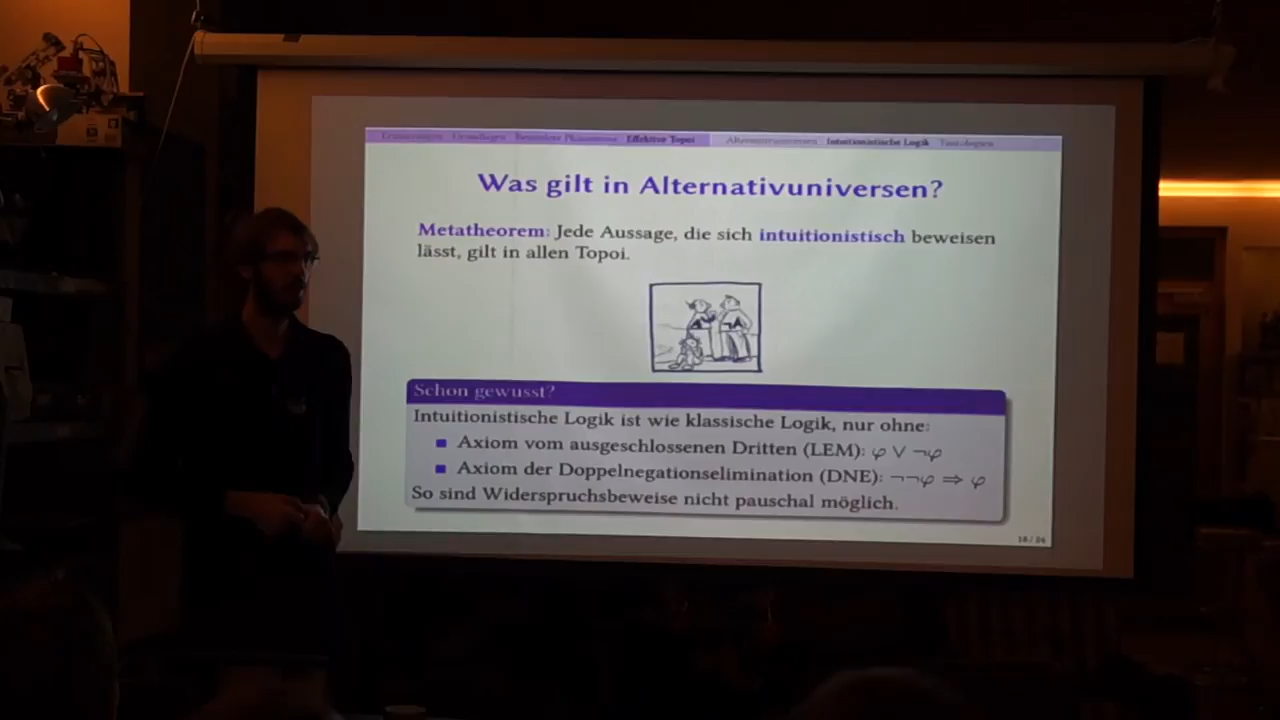 Grundlagen Effektive Topoi Alternativuniversen Intuitionistische Logik
Was gilt in Alternativuniversen?
Metatheorem: Jede Aussage, die sich intuitionistisch beweisen
lässt, gilt in allen Topoi.
Schon gewusst?
Intuitionistische Logik ist wie klassische Logik, nur ohne:
Axiom vom ausgeschlossenen Dritten (LEM): φ ∨ ¬φ
Axiom der Doppelnegationselimination (DNE): ¬¬φ ⇒ φ
So sind Widerspruchsbeweise nicht pauschal möglich.